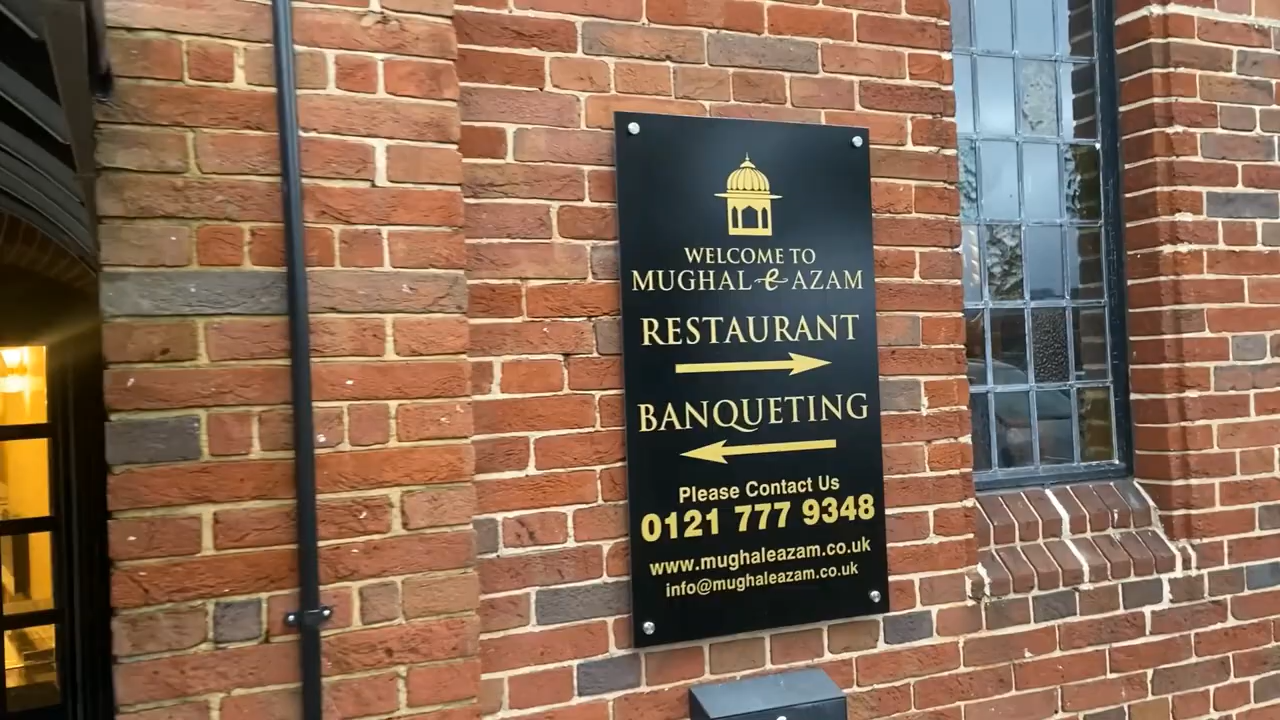 WELCOME TO
MUGHAL e AZAM
RESTAURANT
BANQUETING
Please Contact Us
0121 777 9348
www.mughaleazam.co.uk
info@mughaleazam.co.uk